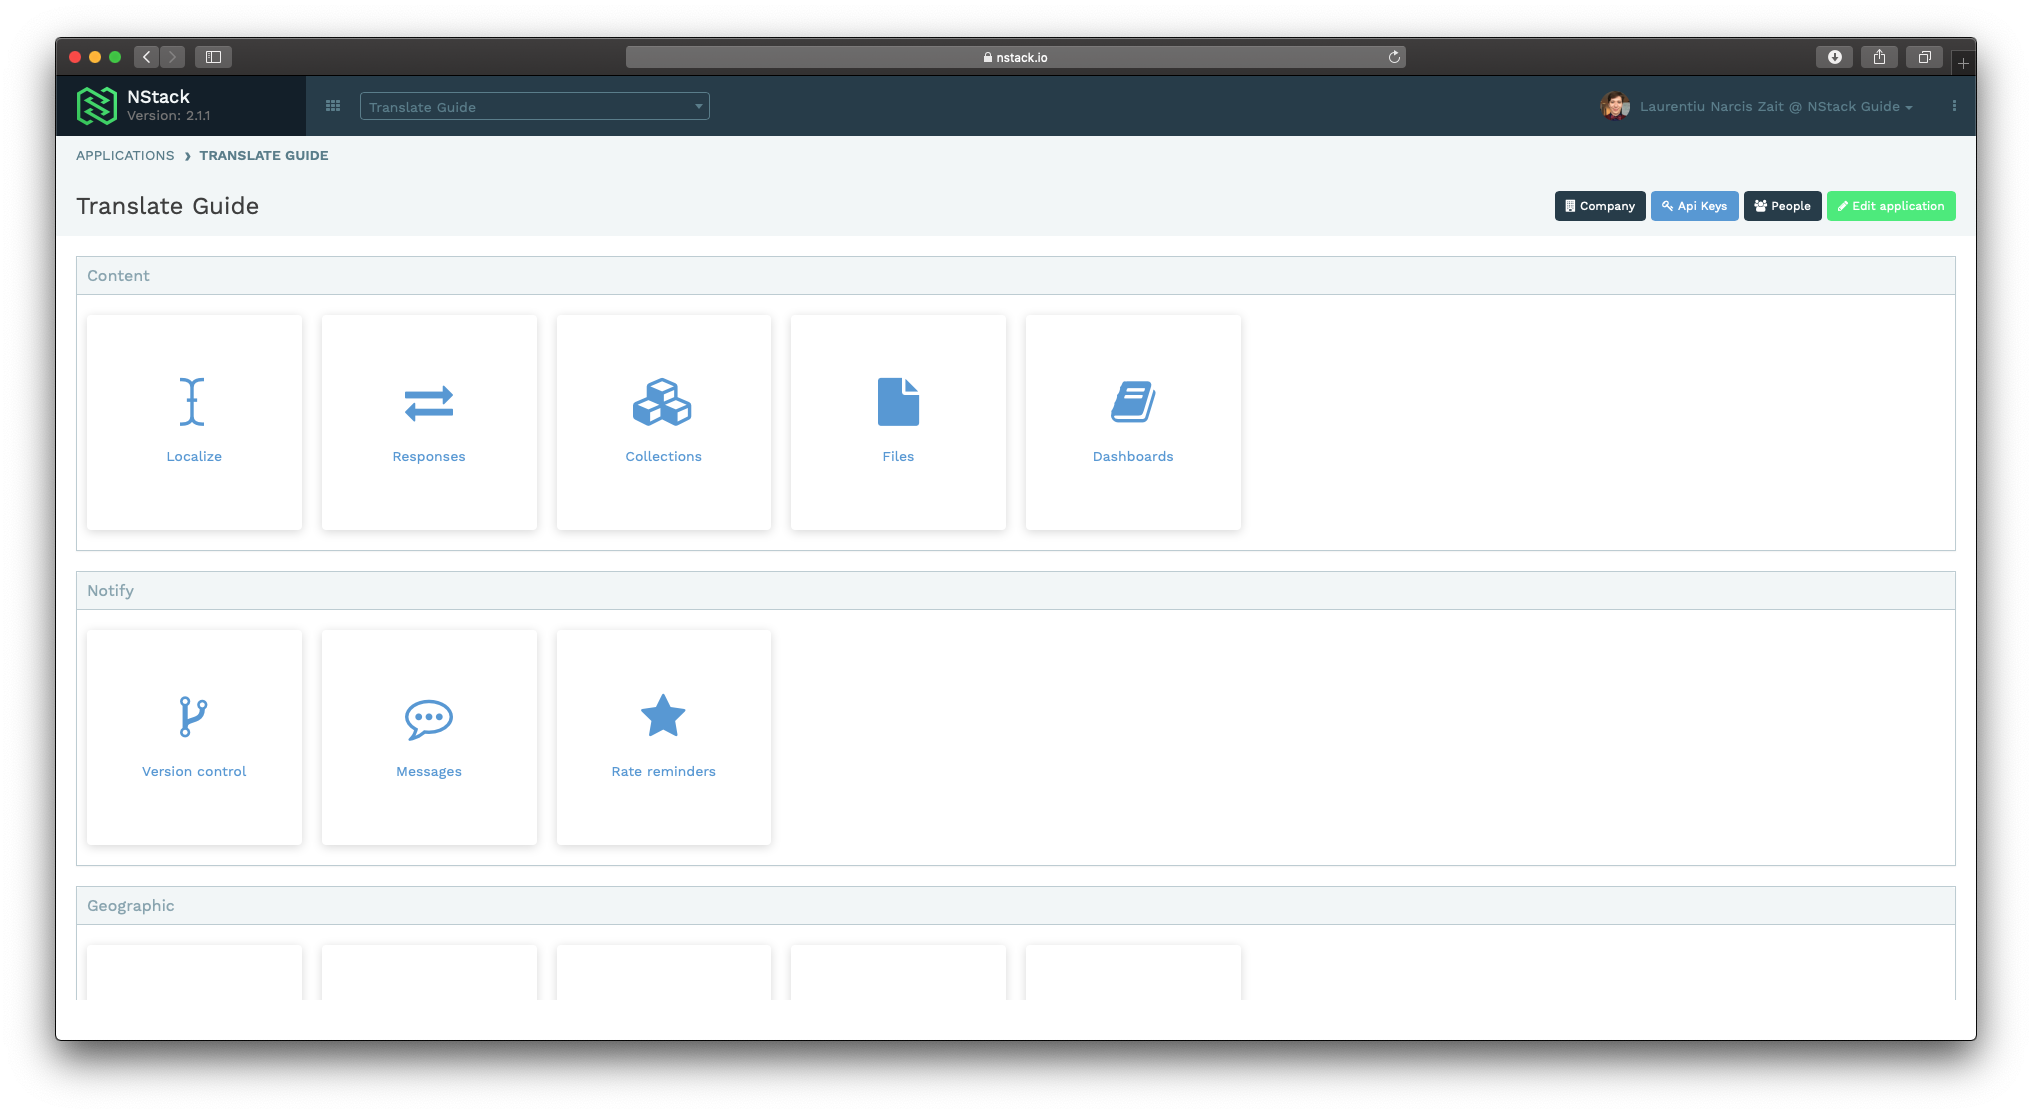 nstack.io
NStack
Version: 2.1.1
Translate Guide
Laurentiu Narcis Zait @ NStack Guide
APPLICATIONS › TRANSLATE GUIDE
Translate Guide
Company
Api Keys
People
Edit application
Content
Localize
Responses
Collections
Files
Dashboards
Notify
Version control
Messages
Rate reminders
Geographic